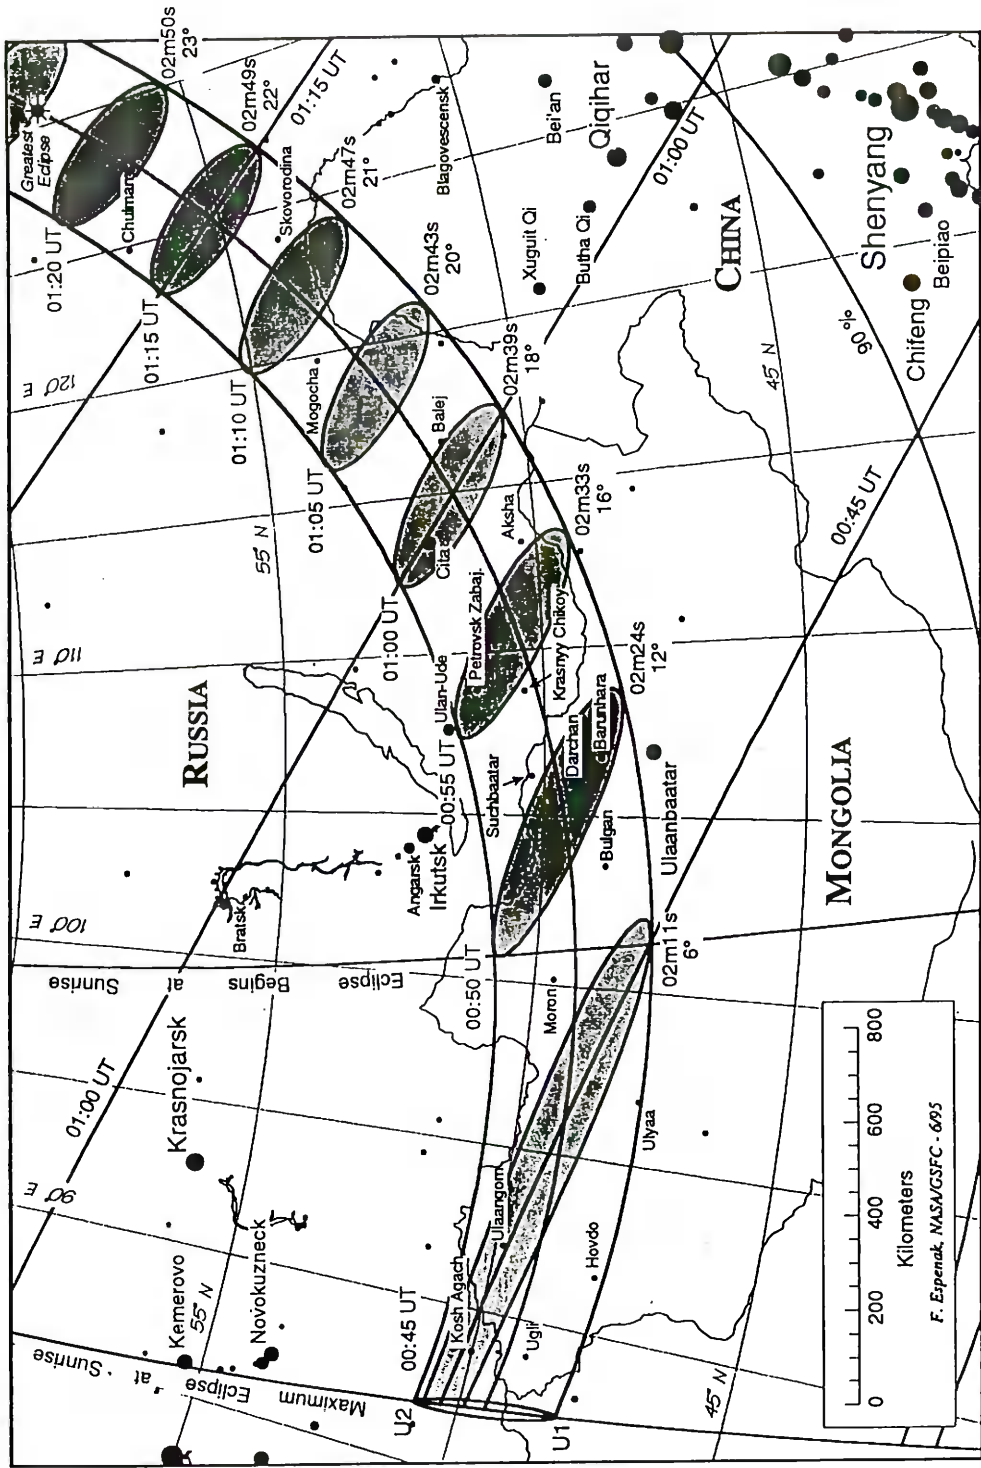 Greatest
Eclipse
01:20 UT
02m50s
23°
Chulman
01:15 UT
02m49s
22°
01:15 UT
Skovorodina
01:10 UT
02m47s
21°
Blagovescensk
Bei'an
Qiqihar
01:00 UT
120° E
Mogocha
01:05 UT
02m43s
20°
Xuguit Qi
Butha Qi
CHINA
Shenyang
Beipiao
Chifeng
90 %
45° N
55° N
Balej
02m39s
18°
Cita
01:00 UT
Aksha
02m33s
16°
00:45 UT
110° E
RUSSIA
Petrovsk Zabaj.
Krasnyy Chikoy
Ulan-Ude
00:55 UT
02m24s
12°
Suchbaatar
Darchan
Barunhara
Angarsk
Irkutsk
Bulgan
Ulaanbaatar
MONGOLIA
Bratsk
100° E
Eclipse Begins at Sunrise
00:50 UT
Moron
02m11s
6°
Krasnojarsk
01:00 UT
90° E
Ulyaa
Ulaangom
Kosh Agach
Hovdo
Ugli
00:45 UT
Kemerovo
55° N
Novokuzneck
Maximum Eclipse at Sunrise
U2
U1
45° N
0 200 400 600 800
Kilometers
F. Espenak, NASA/GSFC - 6/95